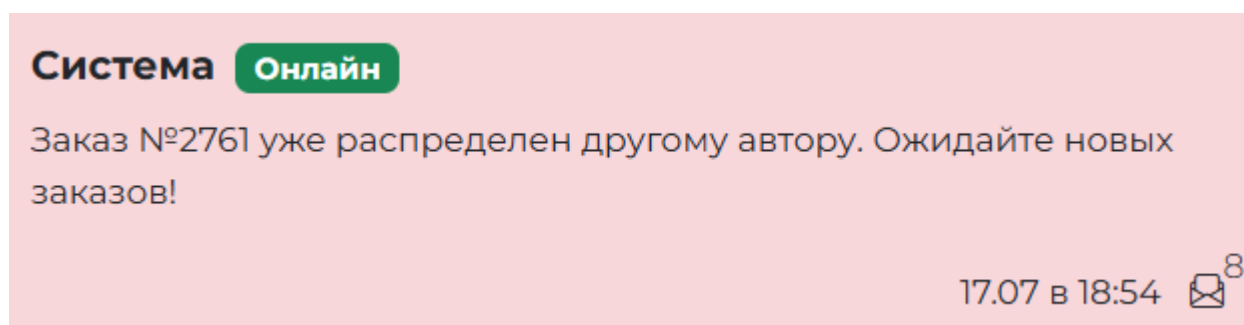 Система Онлайн
Заказ №2761 уже распределен другому автору. Ожидайте новых
заказов!
17.07 в 18:54 8